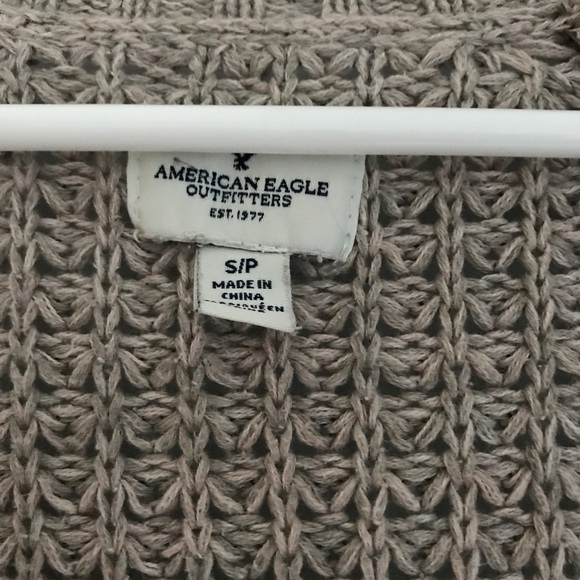 AMERICAN EAGLE
OUTFITTERS
EST. 1977
S/P
MADE IN
CHINA